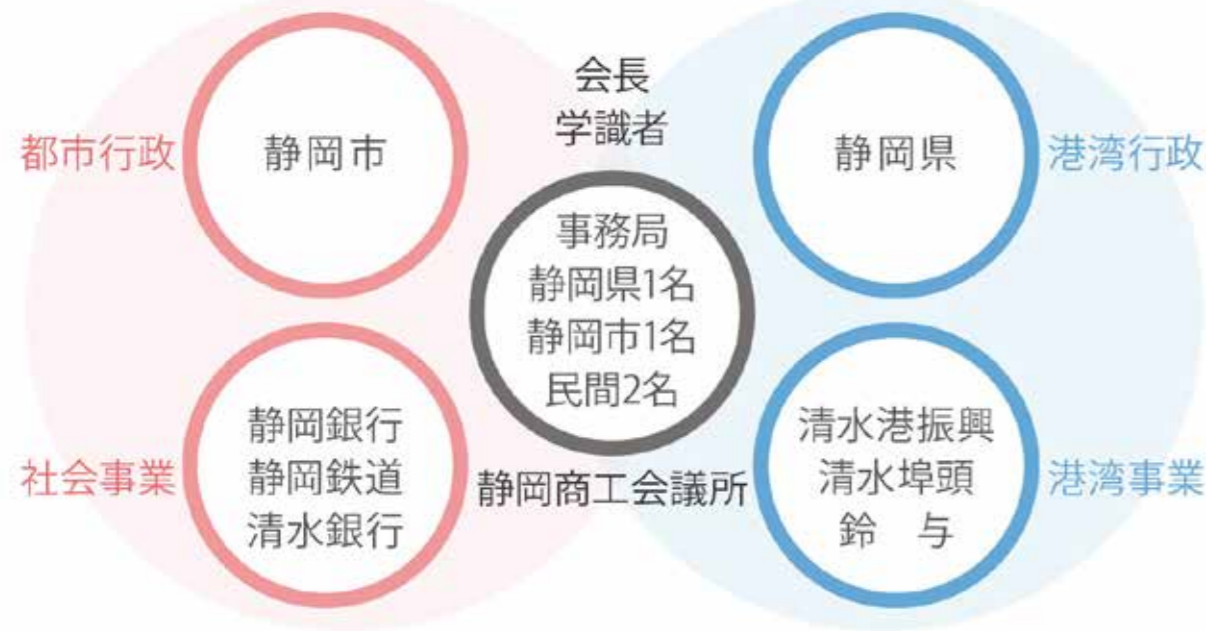 会長
学識者
都市行政
静岡市
静岡県
港湾行政
事務局
静岡県1名
静岡市1名
民間2名
社会事業
静岡銀行
静岡鉄道
清水銀行
静岡商工会議所
清水港振興
清水埠頭
鈴　与
港湾事業